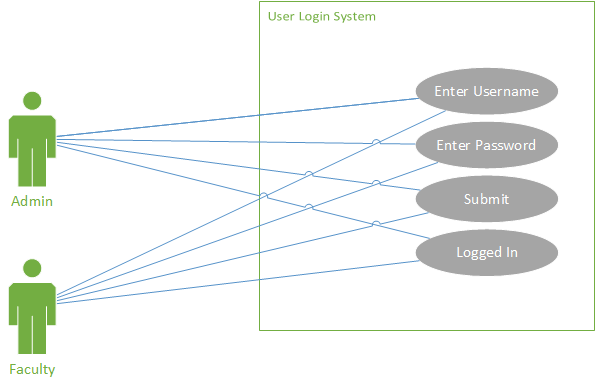 User Login System
Enter Username
Enter Password
Submit
Logged In
Admin
Faculty